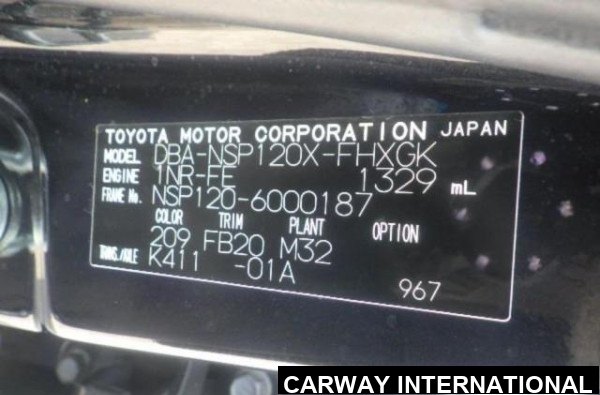 TOYOTA MOTOR CORPORATION JAPAN
MODEL DBA-NSP120X-FHXGK
ENGINE 1NR-FE 1329 mL
FRAME No. NSP120-6000187
COLOR TRIM PLANT OPTION
209 FB20 M32
TRANS./AXLE K411 -01A
967
CARWAY INTERNATIONAL